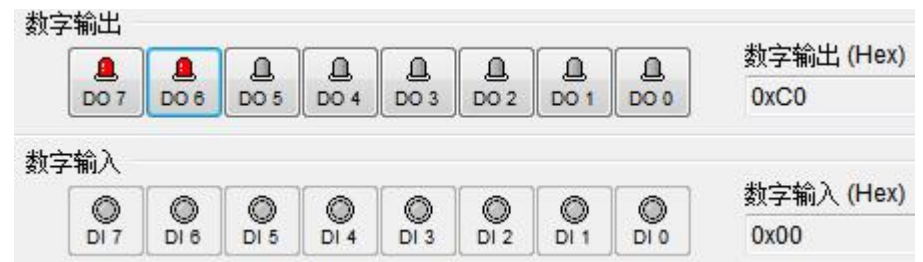 数字输出
DO 7 DO 6 DO 5 DO 4 DO 3 DO 2 DO 1 DO 0
数字输出 (Hex)
0xC0
数字输入
DI 7 DI 6 DI 5 DI 4 DI 3 DI 2 DI 1 DI 0
数字输入 (Hex)
0x00